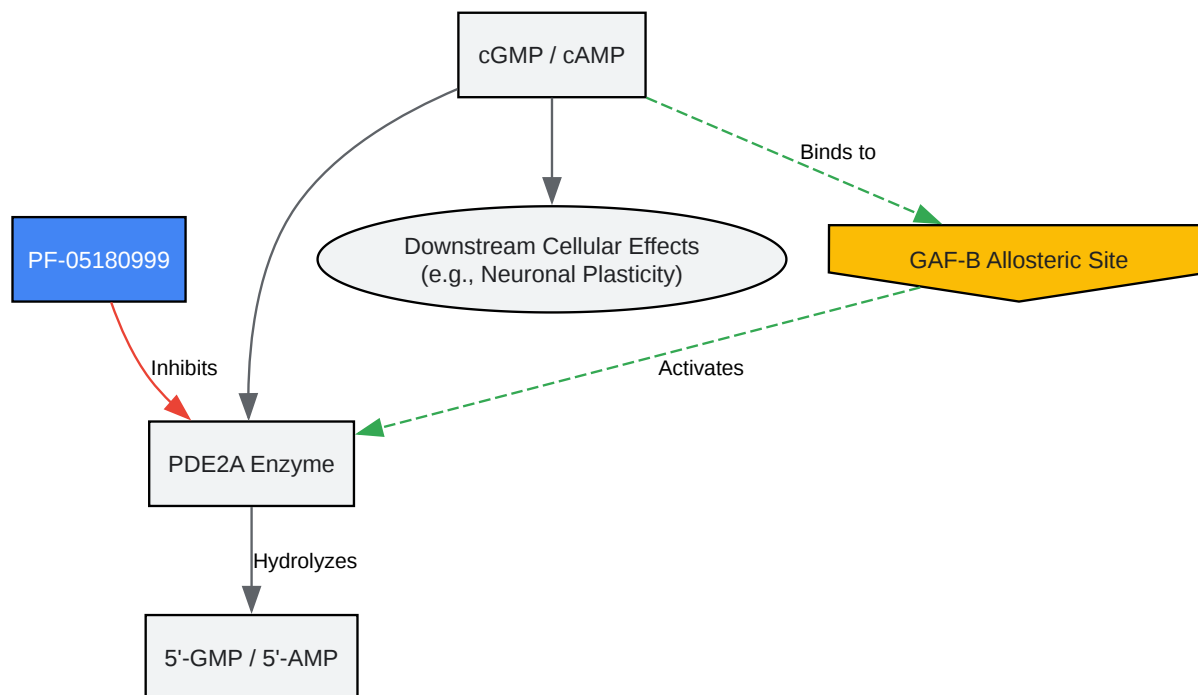 cGMP / cAMP
Binds to
PF-05180999
Downstream Cellular Effects
(e.g., Neuronal Plasticity)
GAF-B Allosteric Site
Inhibits
Activates
PDE2A Enzyme
Hydrolyzes
5'-GMP / 5'-AMP